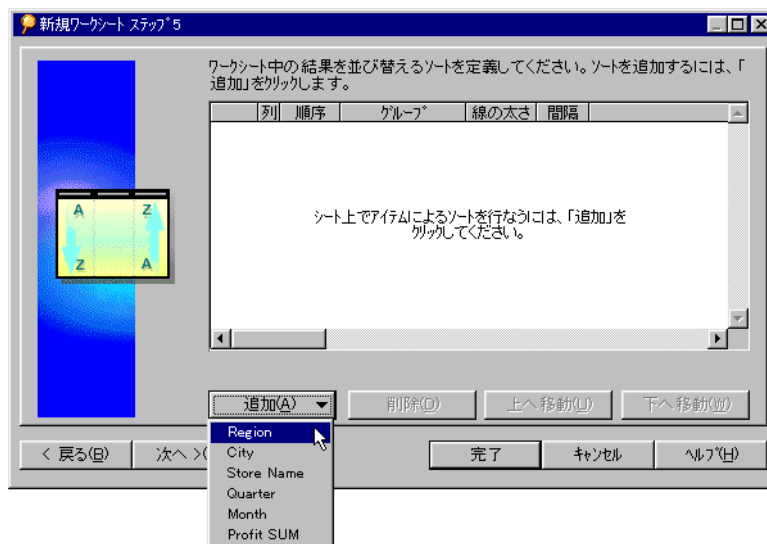 新規ワークシート ステップ5
ワークシート中の結果を並び替えるソートを定義してください。ソートを追加するには、「
追加」をクリックします。
列 順序 グループ 線の太さ 間隔
シート上でアイテムによるソートを行なうには、「追加」を
クリックしてください。
A Z
Z A
追加(A) 削除(D) 上へ移動(U) 下へ移動(W)
Region
< 戻る(B) 次へ >( 完了 キャンセル ヘルプ(H)
City
Store Name
Quarter
Month
Profit SUM